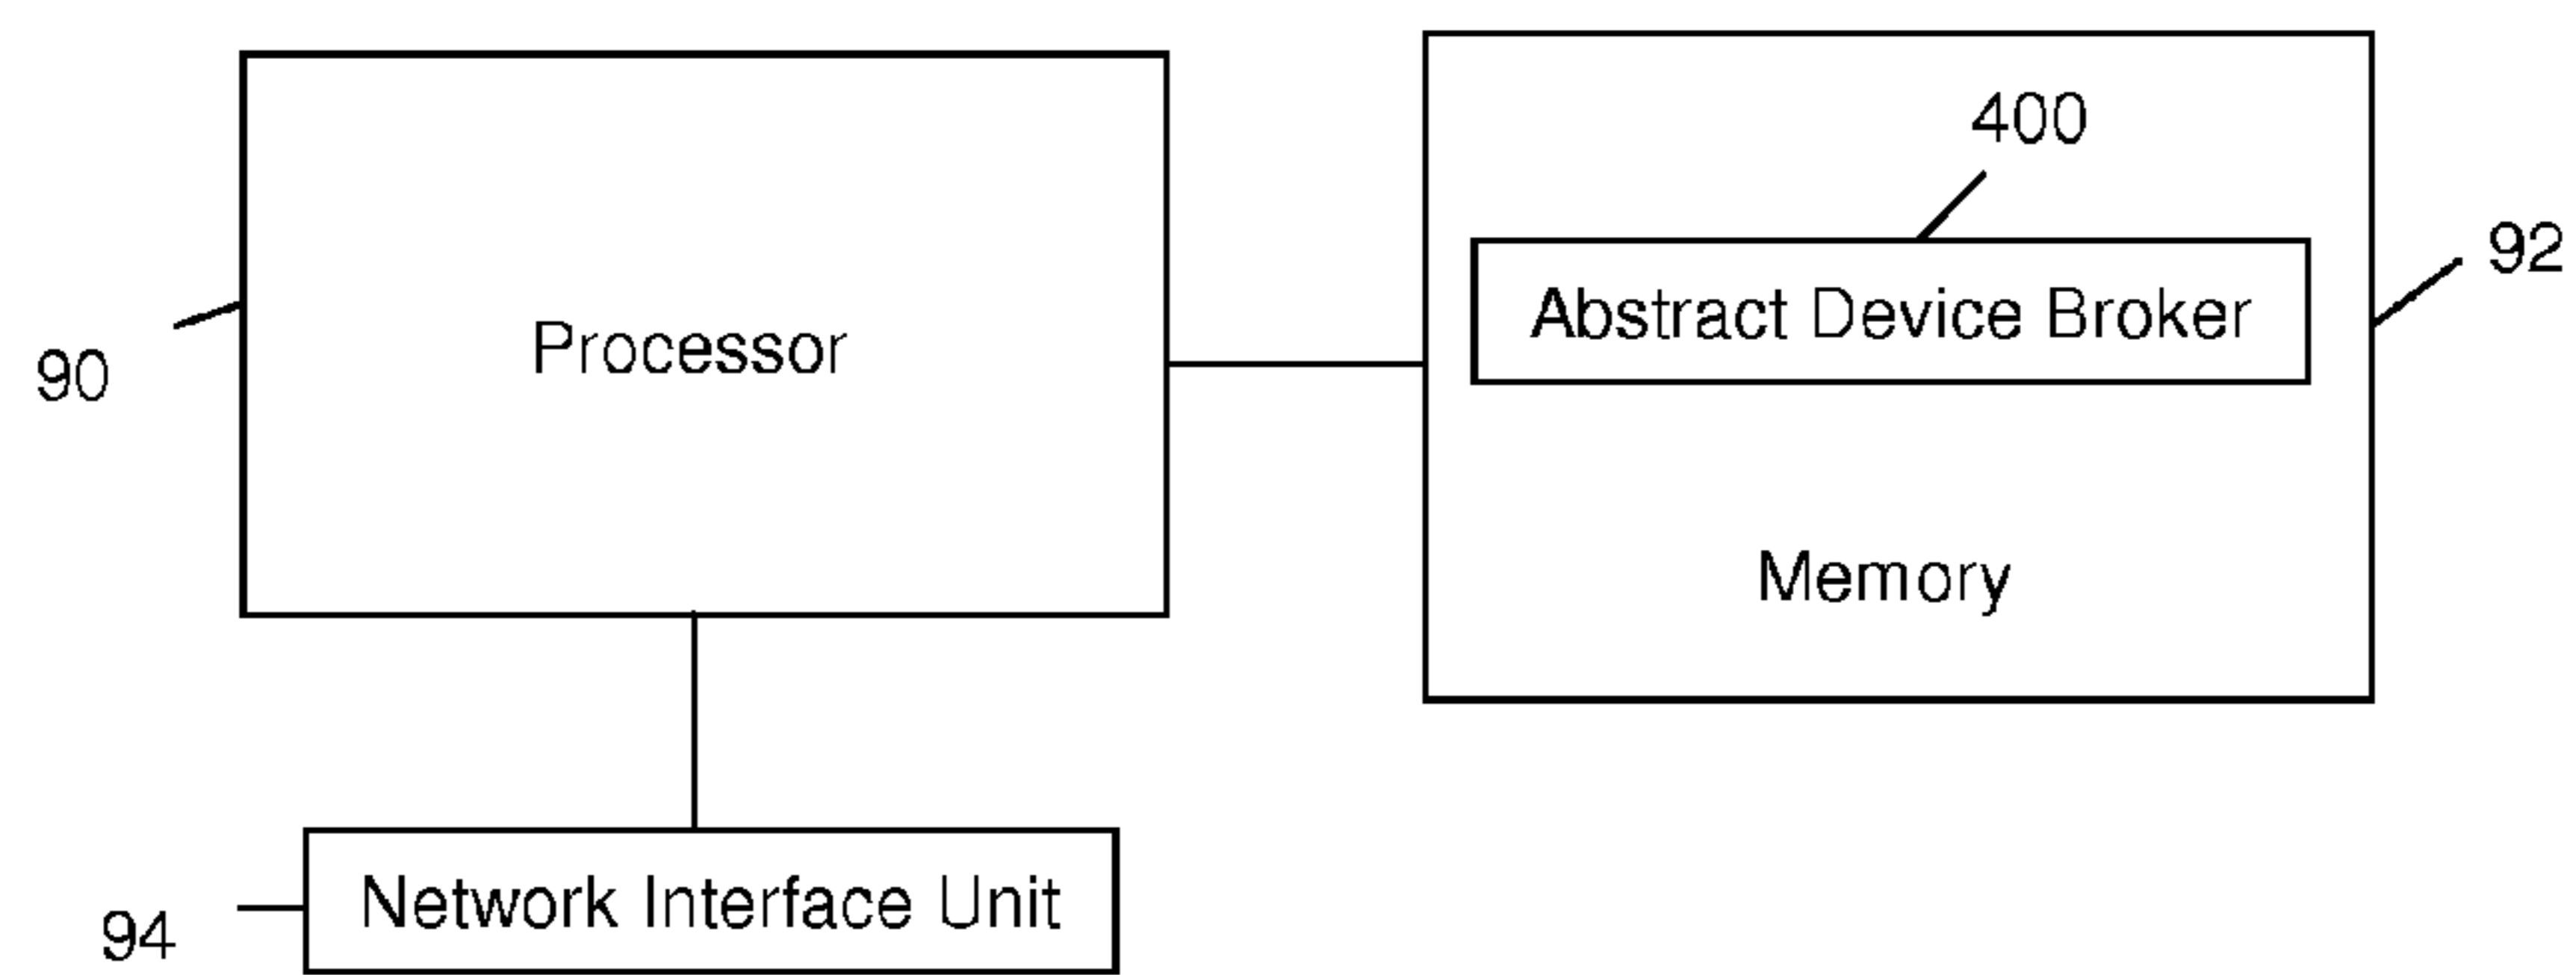 400
92
Abstract Device Broker
Processor
90
Memory
Network Interface Unit
94